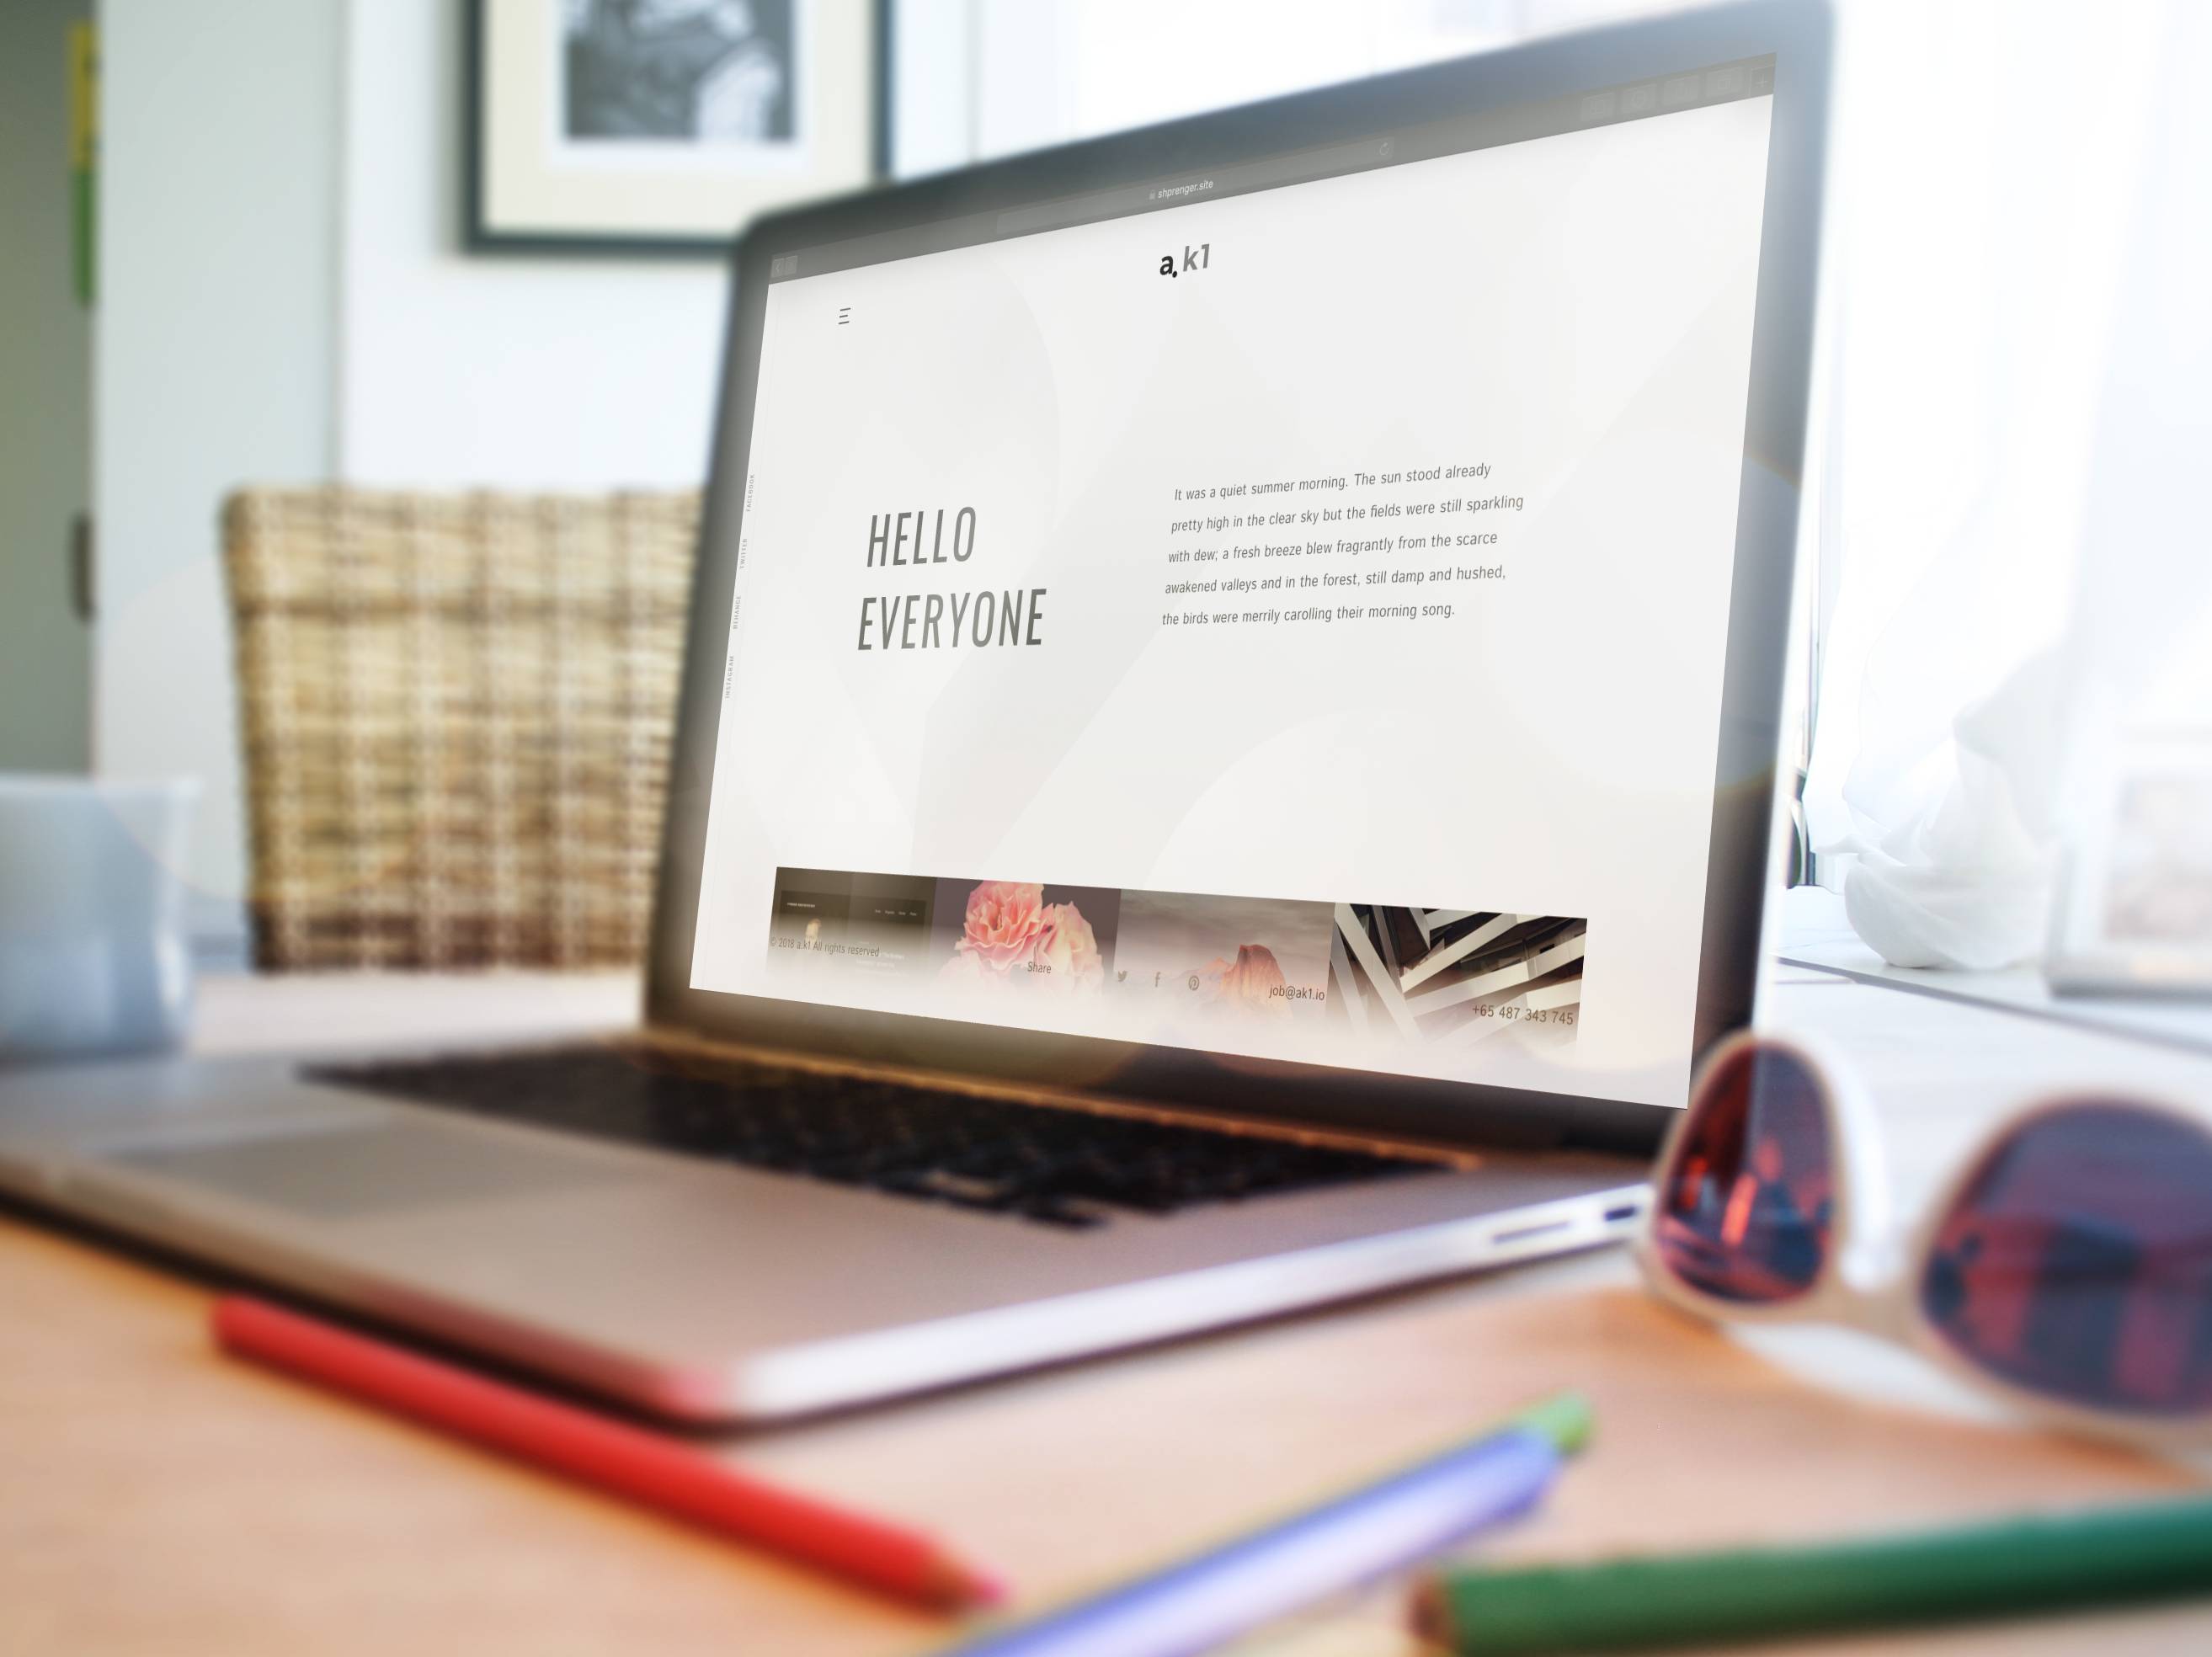 shprenger.site
a.k1
HELLO
EVERYONE
It was a quiet summer morning. The sun stood already
pretty high in the clear sky but the fields were still sparkling
with dew; a fresh breeze blew fragrantly from the scarce
awakened valleys and in the forest, still damp and hushed,
the birds were merrily carolling their morning song.
FACEBOOK
TWITTER
BEHANCE
INSTAGRAM
© 2018 a.k1 All rights reserved
Share
job@ak1.io
+65 487 343 745